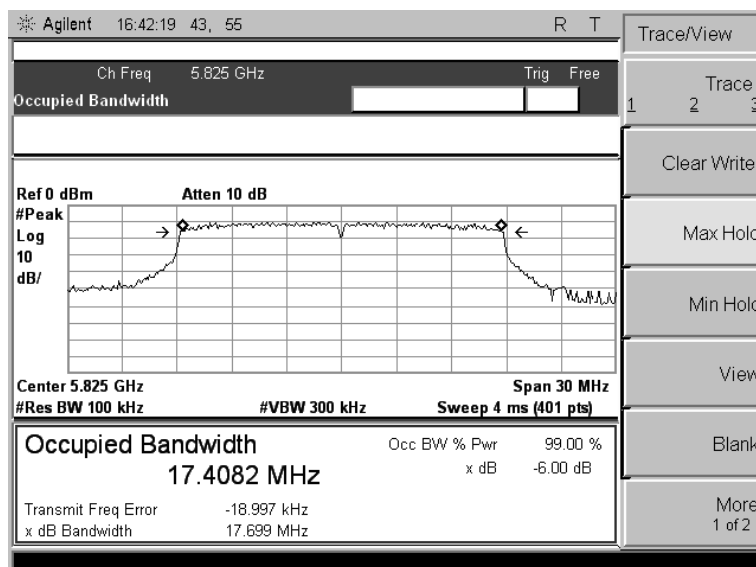 Agilent 16:42:19 43, 55 R T
Trace/View
Ch Freq 5.825 GHz Trig Free
Occupied Bandwidth
Trace
1 2 3
Clear Write
Max Hold
Min Hold
View
Blank
More
1 of 2
Ref 0 dBm Atten 10 dB
#Peak
Log
10
dB/
Center 5.825 GHz Span 30 MHz
#Res BW 100 kHz #VBW 300 kHz Sweep 4 ms (401 pts)
Occupied Bandwidth
17.4082 MHz
Occ BW % Pwr 99.00 %
x dB -6.00 dB
Transmit Freq Error -18.997 kHz
x dB Bandwidth 17.699 MHz